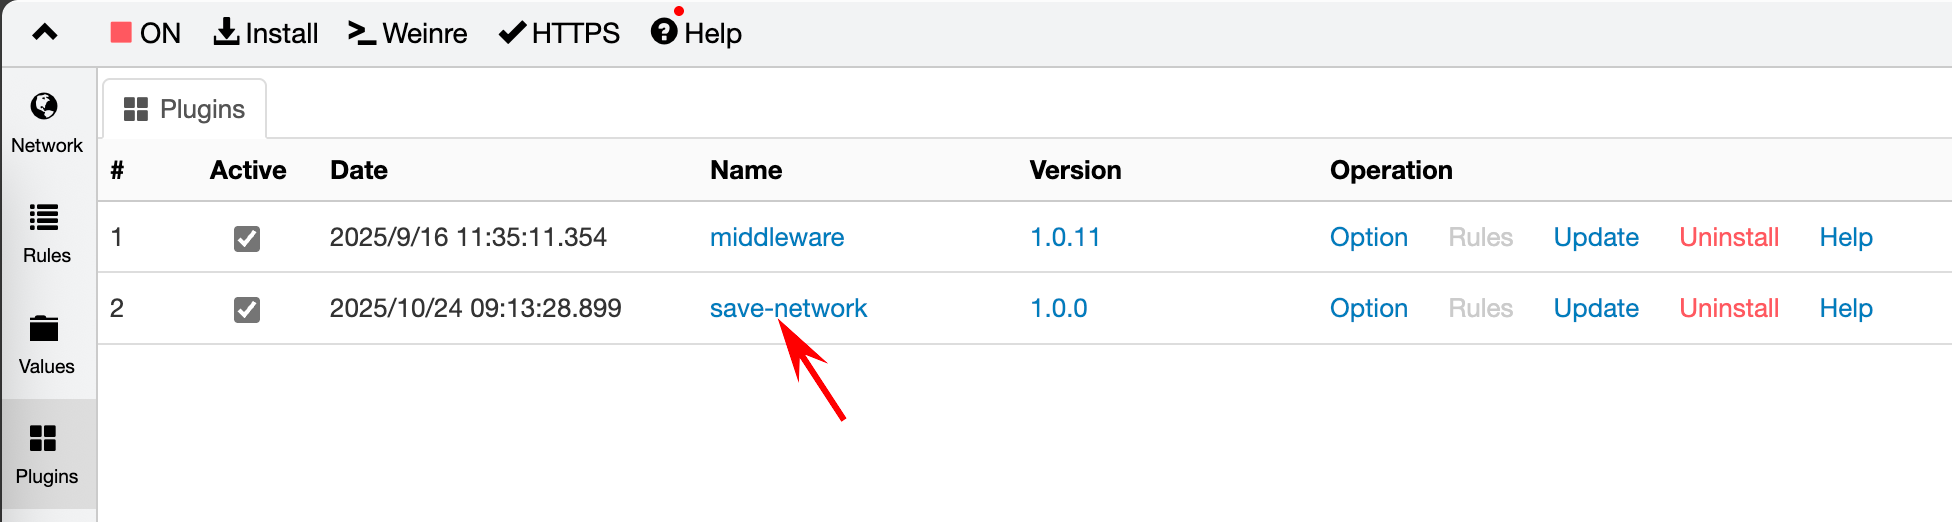 ON Install Weinre HTTPS Help
Network
Rules
Values
Plugins
Plugins
# Active Date Name Version Operation
1 2025/9/16 11:35:11.354 middleware 1.0.11 Option Rules Update Uninstall Help
2 2025/10/24 09:13:28.899 save-network 1.0.0 Option Rules Update Uninstall Help